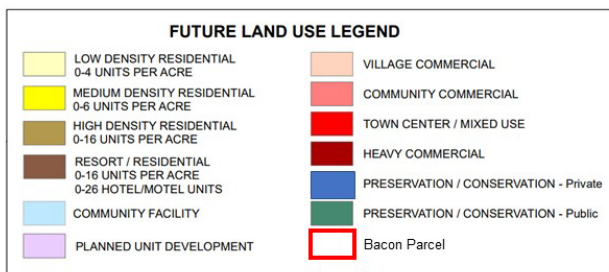 FUTURE LAND USE LEGEND
LOW DENSITY RESIDENTIAL
0-4 UNITS PER ACRE
MEDIUM DENSITY RESIDENTIAL
0-6 UNITS PER ACRE
HIGH DENSITY RESIDENTIAL
0-16 UNITS PER ACRE
RESORT / RESIDENTIAL
0-16 UNITS PER ACRE
0-26 HOTEL/MOTEL UNITS
COMMUNITY FACILITY
PLANNED UNIT DEVELOPMENT
VILLAGE COMMERCIAL
COMMUNITY COMMERCIAL
TOWN CENTER / MIXED USE
HEAVY COMMERCIAL
PRESERVATION / CONSERVATION - Private
PRESERVATION / CONSERVATION - Public
Bacon Parcel